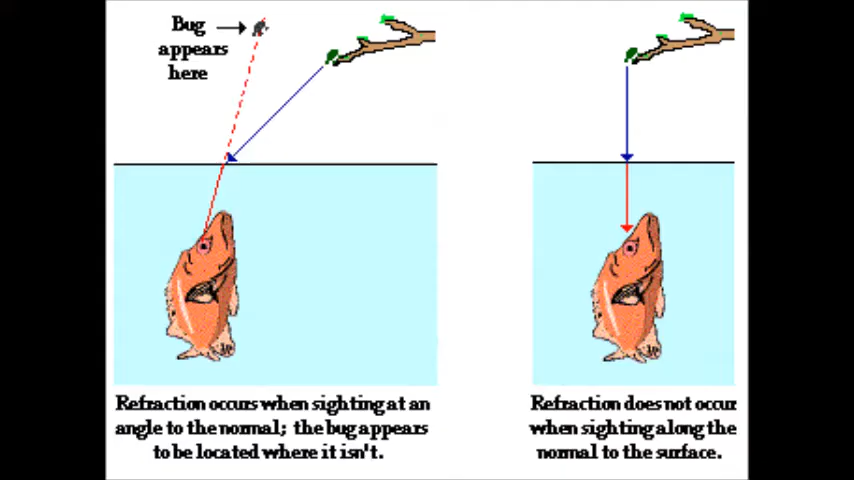 Bug
appears
here
Refraction occurs when sighting at an
angle to the normal; the bug appears
to be located where it isn't.
Refraction does not occur
when sighting along the
normal to the surface.